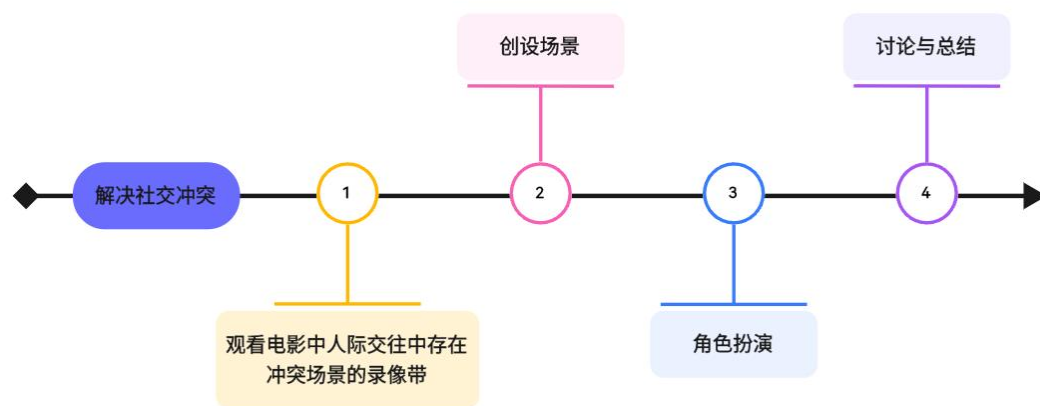 解决社交冲突
1
观看电影中人际交往中存在
冲突场景的录像带
2
创设场景
3
角色扮演
4
讨论与总结